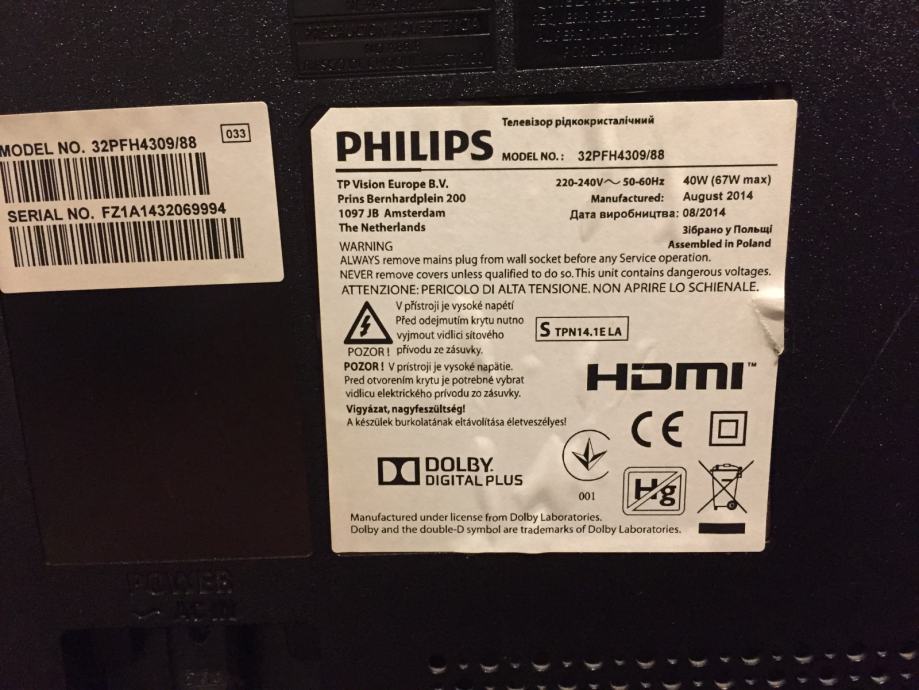 MODEL NO. 32PFH4309/88
033
SERIAL NO. FZ1A1432069994
Телевізор рідкокристалічний
PHILIPS
MODEL NO.: 32PFH4309/88
TP Vision Europe B.V.
Prins Bernhardplein 200
1097 JB Amsterdam
The Netherlands
220-240V~ 50-60Hz 40W (67W max)
Manufactured: August 2014
Дата виробництва: 08/2014
Зібрано у Польщі
Assembled in Poland
WARNING
ALWAYS remove mains plug from wall socket before any Service operation.
NEVER remove covers unless qualified to do so. This unit contains dangerous voltages.
ATTENZIONE: PERICOLO DI ALTA TENSIONE. NON APRIRE LO SCHIENALE.
V přístroji je vysoké napětí
Před odejmutím krytu nutno
vyjmout vidlici síťového
POZOR! přívodu ze zásuvky.
S TPN14.1E LA
POZOR! V prístroji je vysoké napätie.
Pred otvorením krytu je potrebné vybrat
vidlicu elektrického prívodu zo zásuvky.
Vigyázat, nagyfeszültség!
A készülek burkolatának eltávolítása életveszélyes!
HDMI™
CE
DOLBY.
DIGITAL PLUS
001
Hg
Manufactured under license from Dolby Laboratories.
Dolby and the double-D symbol are trademarks of Dolby Laboratories.
POWER
~ AC IN